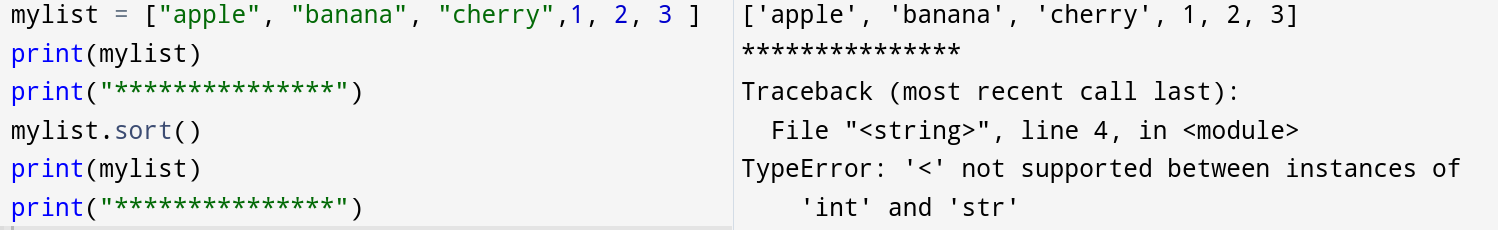 mylist = ["apple", "banana", "cherry",1, 2, 3 ]
print(mylist)
print("***************")
mylist.sort()
print(mylist)
print("***************")
['apple', 'banana', 'cherry', 1, 2, 3]
***************
Traceback (most recent call last):
  File "<string>", line 4, in <module>
TypeError: '<' not supported between instances of
    'int' and 'str'